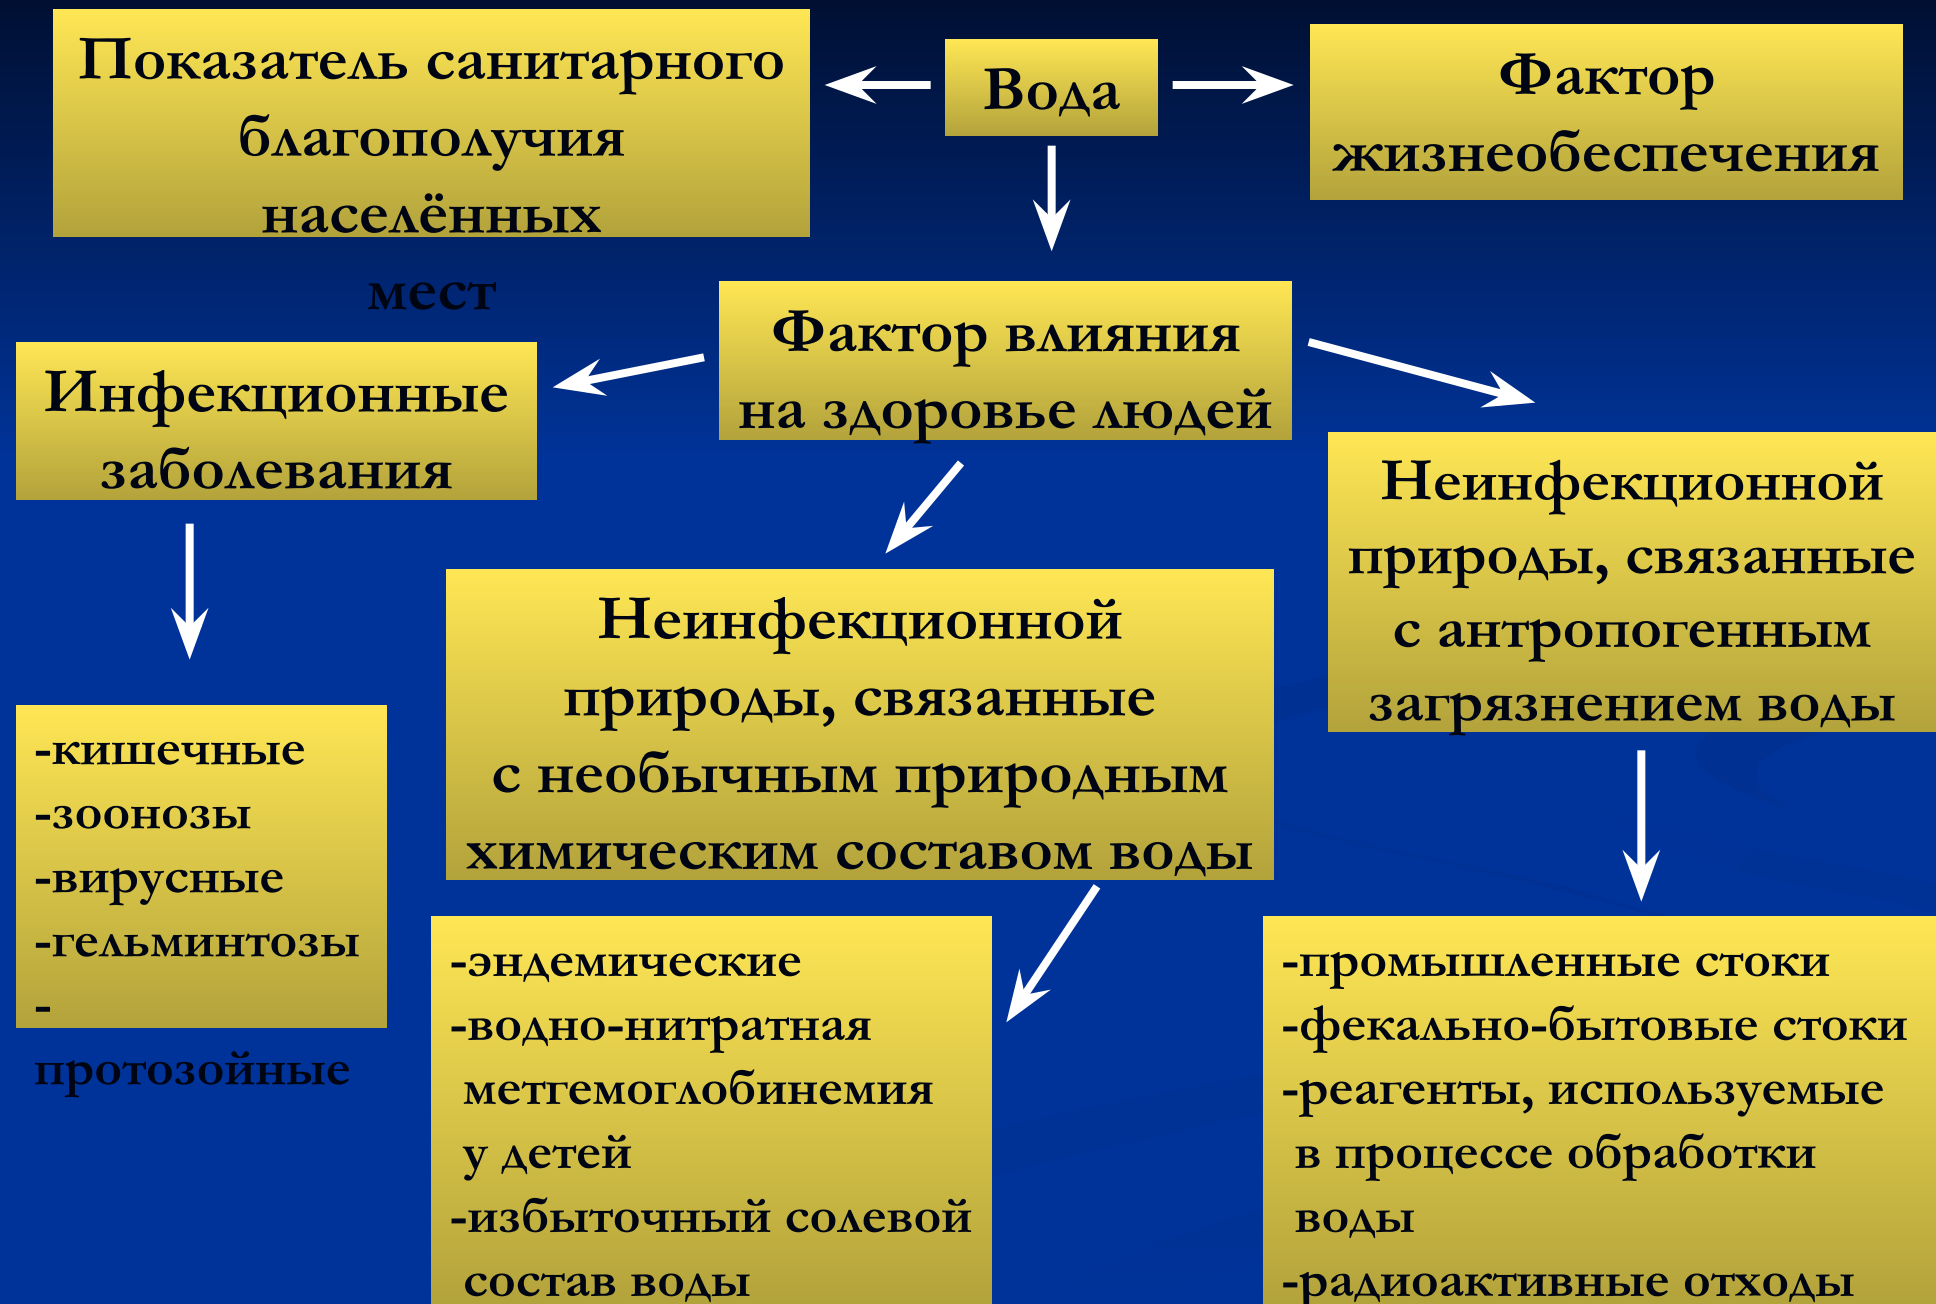 Показатель санитарного
благополучия
населённых
мест
Вода
Фактор
жизнеобеспечения
Фактор влияния
на здоровье людей
Инфекционные
заболевания
Неинфекционной
природы, связанные
с антропогенным
загрязнением воды
Неинфекционной
природы, связанные
с необычным природным
химическим составом воды
-кишечные
-зоонозы
-вирусные
-гельминтозы
-
протозойные
-эндемические
-водно-нитратная
метгемоглобинемия
у детей
-избыточный солевой
состав воды
-промышленные стоки
-фекально-бытовые стоки
-реагенты, используемые
в процессе обработки
воды
-радиоактивные отходы